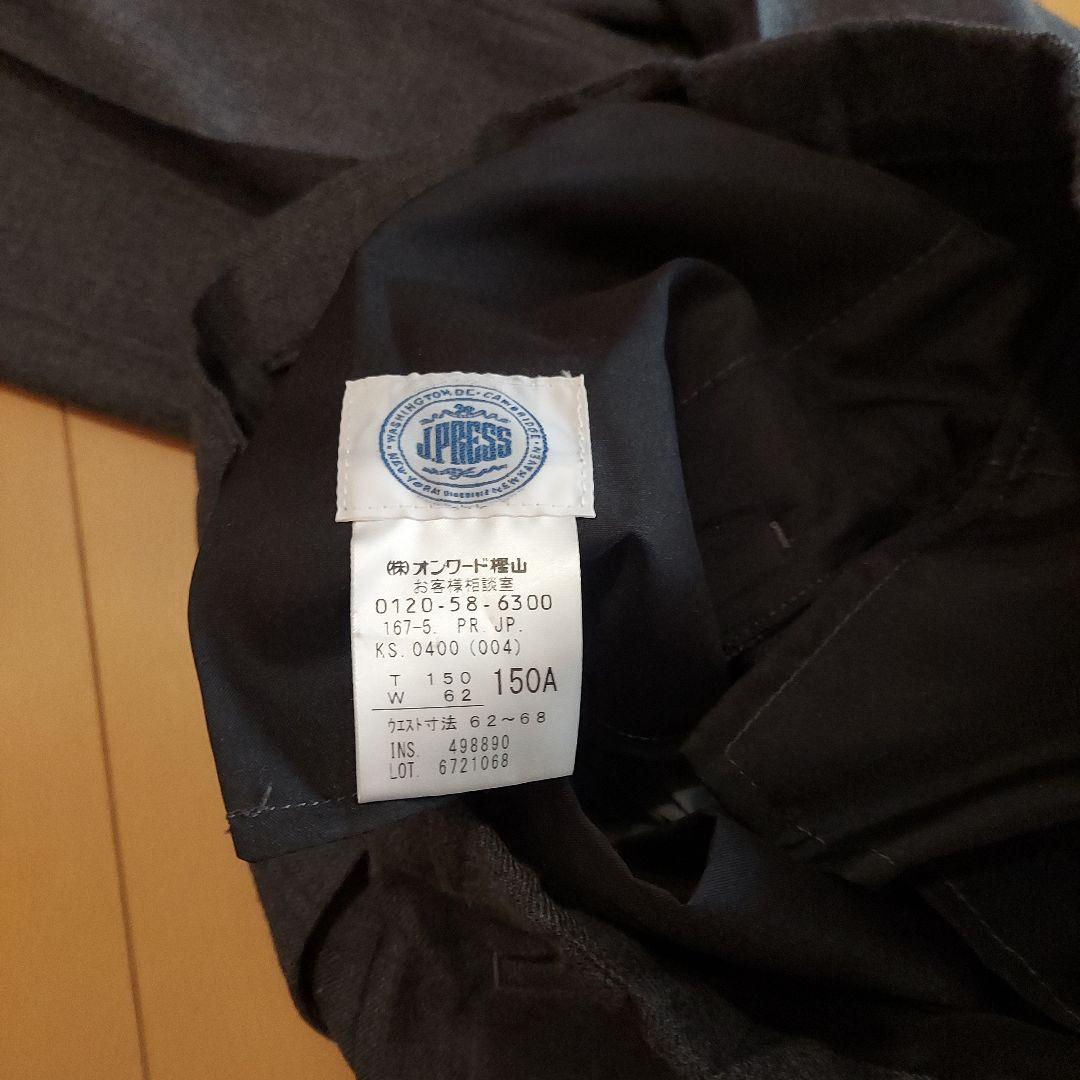 WASHINGTON, DC. • CAMBRIDGE •
J.PRESS
• NEW YORK NEW HAVEN •
㈱オンワード樫山
お客様相談室
0120-58-6300
167-5. PR. JP.
KS. 0400 (004)
T 150
W 62 150A
ウエスト寸法 62〜68
INS. 498890
LOT. 6721068